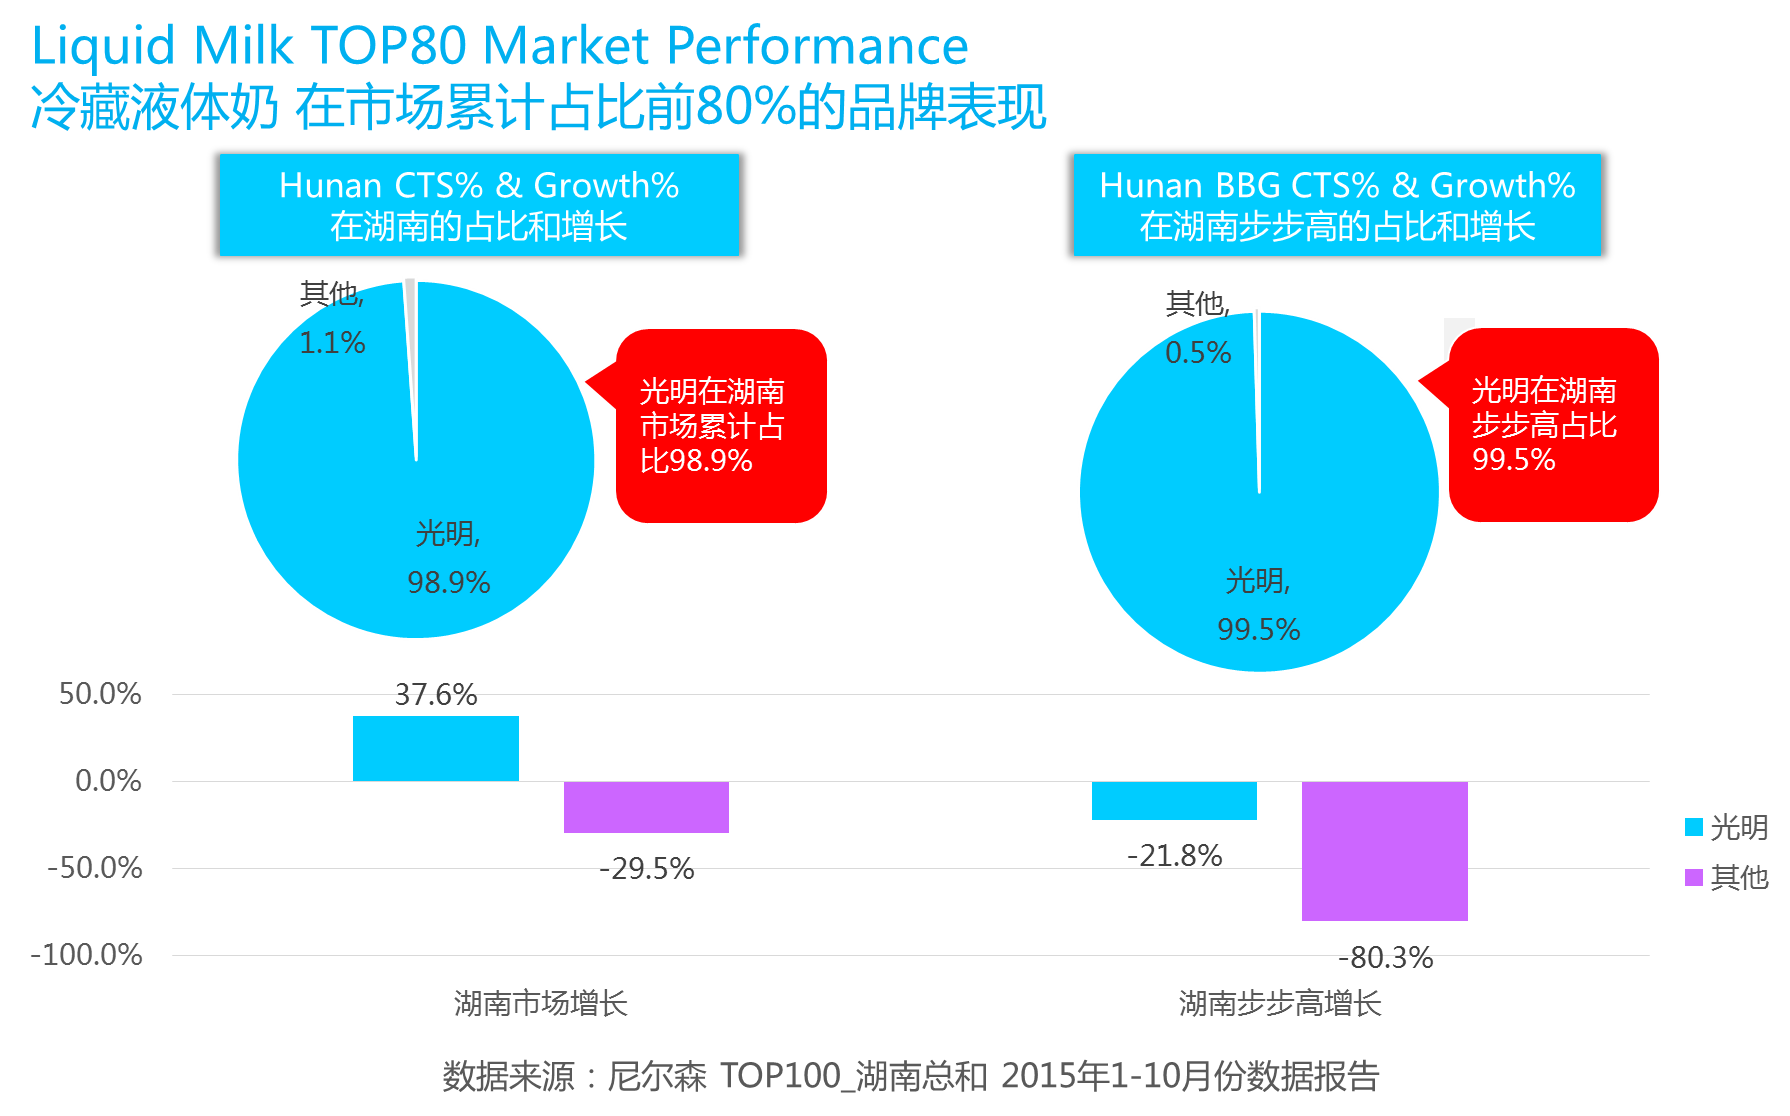 Liquid Milk TOP80 Market Performance
冷藏液体奶 在市场累计占比前80%的品牌表现
Hunan CTS% & Growth%
在湖南的占比和增长
Hunan BBG CTS% & Growth%
在湖南步步高的占比和增长
其他,
1.1%
光明,
98.9%
光明在湖南
市场累计占
比98.9%
其他,
0.5%
光明,
99.5%
光明在湖南
步步高占比
99.5%
50.0%
0.0%
-50.0%
-100.0%
37.6%
-29.5%
-21.8%
-80.3%
湖南市场增长
湖南步步高增长
光明
其他
数据来源：尼尔森 TOP100_湖南总和 2015年1-10月份数据报告